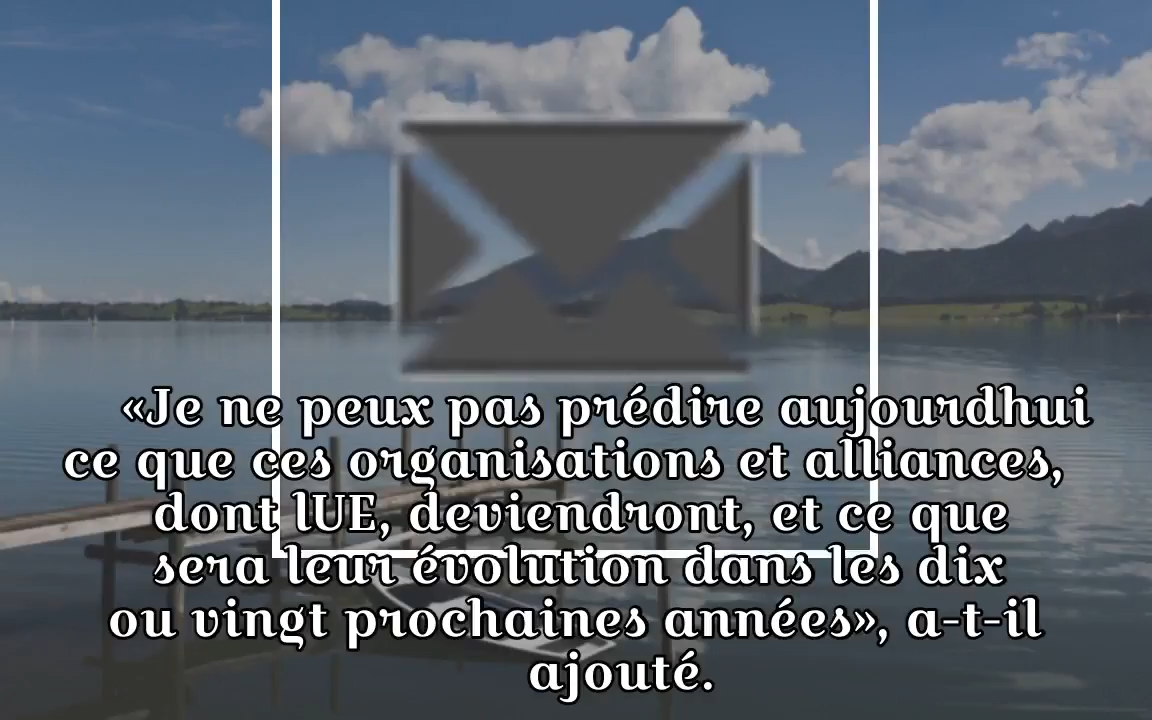 «Je ne peux pas prédire aujourdhui
ce que ces organisations et alliances,
dont lUE, deviendront, et ce que
sera leur évolution dans les dix
ou vingt prochaines années», a-t-il
ajouté.